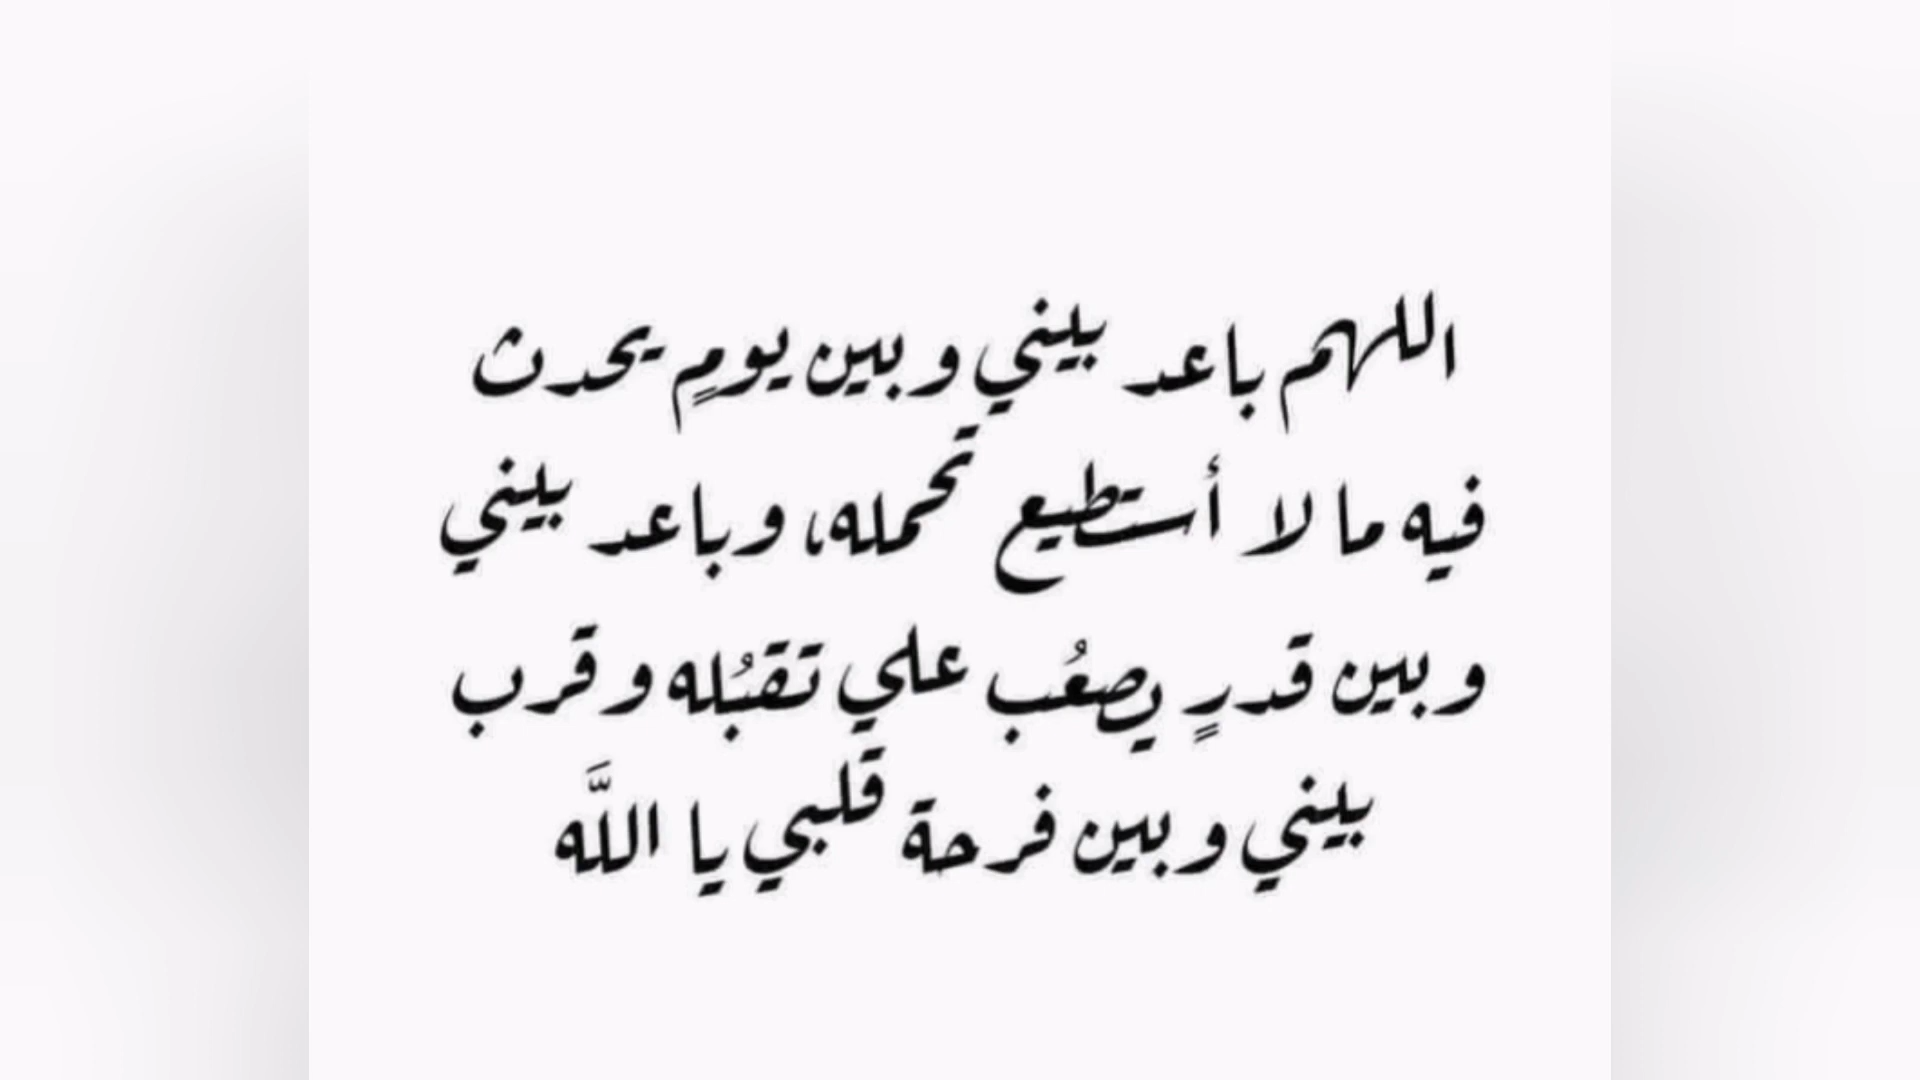 اللهم باعد بيني وبين يومٍ يحدث
فيه ما لا أستطيع تحمله، وباعد بيني
وبين قدرٍ يصعُب علي تقبُله وقرب
بيني وبين فرحة قلبي يا اللَّه